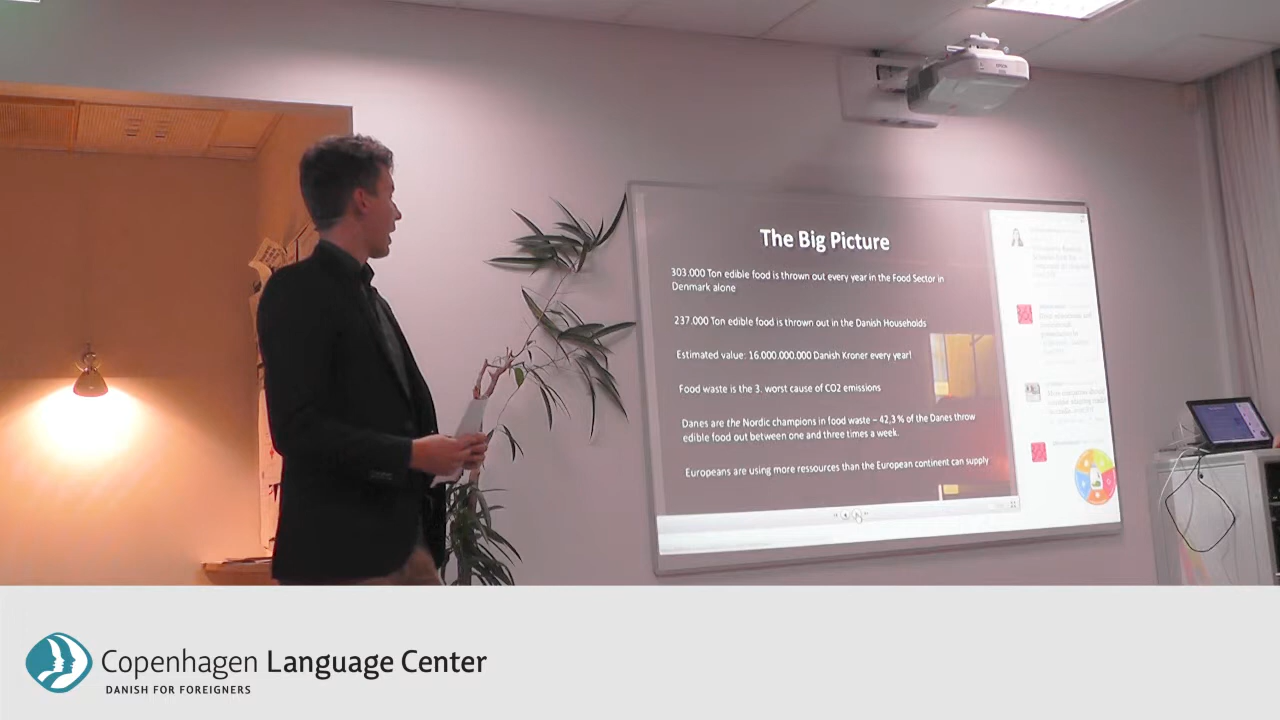 The Big Picture
303.000 Ton edible food is thrown out every year in the Food Sector in
Denmark alone
237.000 Ton edible food is thrown out in the Danish Households
Estimated value: 16.000.000.000 Danish Kroner every year!
Food waste is the 3. worst cause of CO2 emissions
Danes are the Nordic champions in food waste – 42,3 % of the Danes throw
edible food out between one and three times a week.
Europeans are using more ressources than the European continent can supply
Copenhagen Language Center
DANISH FOR FOREIGNERS